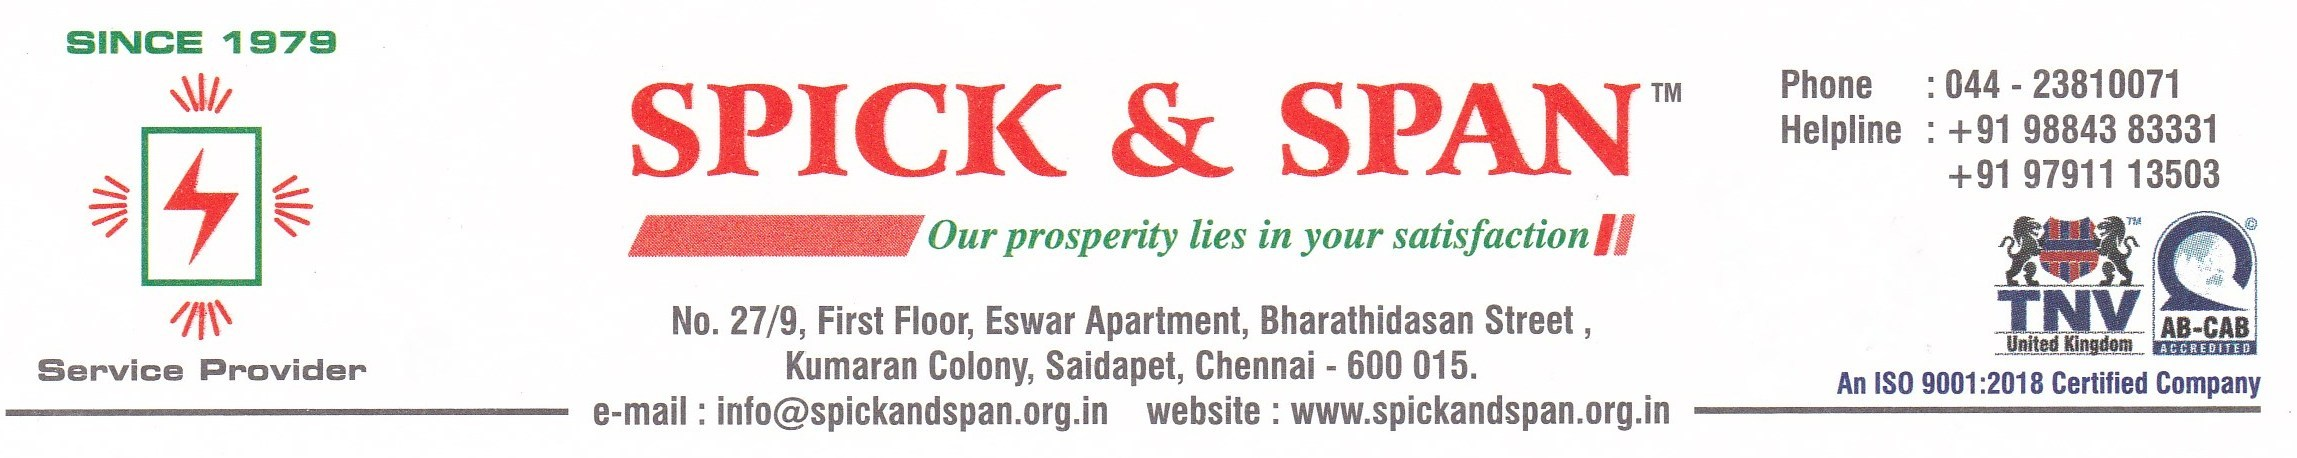 SINCE 1979
Service Provider
SPICK & SPAN™
Our prosperity lies in your satisfaction
No. 27/9, First Floor, Eswar Apartment, Bharathidasan Street ,
Kumaran Colony, Saidapet, Chennai - 600 015.
e-mail : info@spickandspan.org.in website : www.spickandspan.org.in
Phone : 044 - 23810071
Helpline : +91 98843 83331
+91 97911 13503
TM
TNV
United Kingdom
©
AB-CAB
ACCREDITED
An ISO 9001:2018 Certified Company